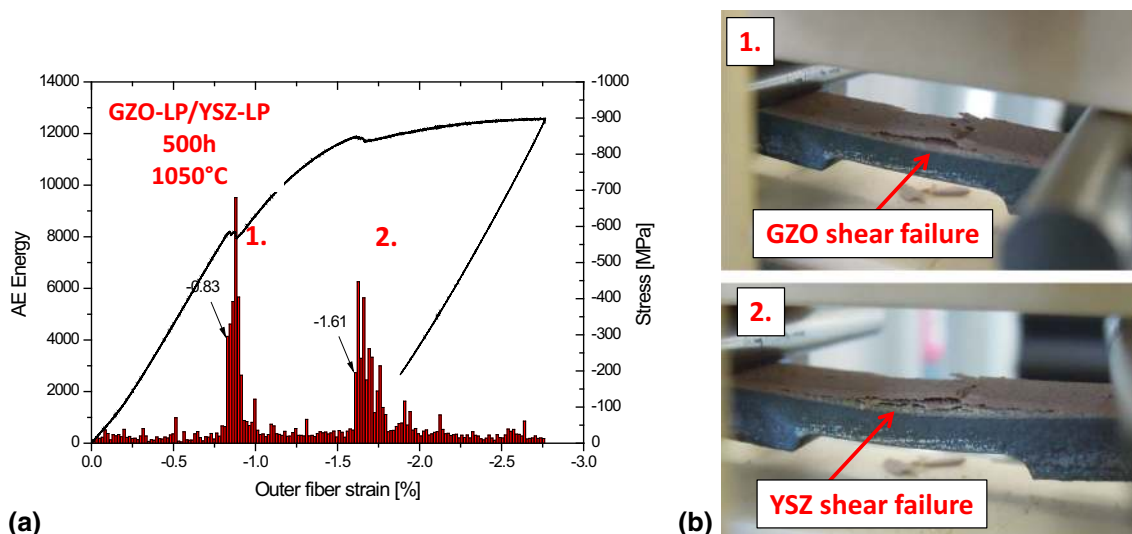 14000
12000
10000
8000
6000
4000
2000
0
AE Energy
GZO-LP/YSZ-LP
500h
1050°C
1.
2.
-0.83
-1.61
-1000
-900
-800
-700
-600
-500
-400
-300
-200
-100
0
Stress [MPa]
0.0 -0.5 -1.0 -1.5 -2.0 -2.5 -3.0
Outer fiber strain [%]
(a)
1.
GZO shear failure
2.
YSZ shear failure
(b)